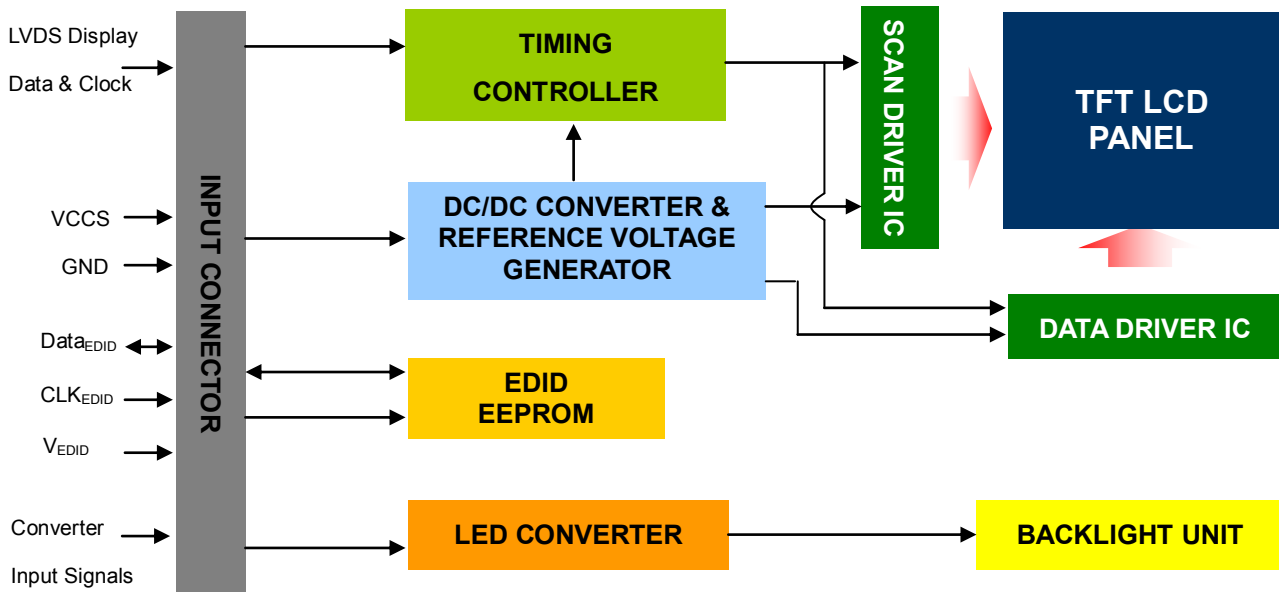 LVDS Display
Data & Clock
VCCS
GND
DataEDID
CLKEDID
VEDID
Converter
Input Signals
INPUT CONNECTOR
TIMING
CONTROLLER
DC/DC CONVERTER &
REFERENCE VOLTAGE
GENERATOR
EDID
EEPROM
LED CONVERTER
SCAN DRIVER IC
TFT LCD
PANEL
DATA DRIVER IC
BACKLIGHT UNIT